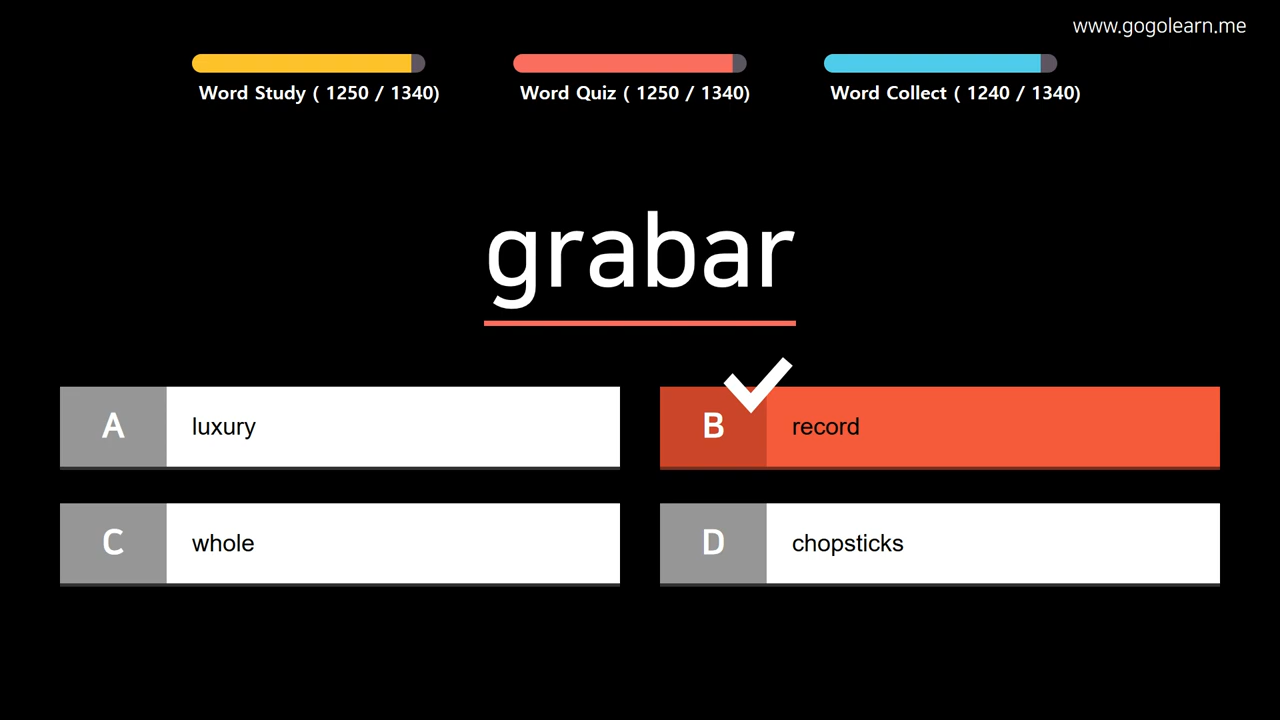 www.gogolearn.me
Word Study ( 1250 / 1340)
Word Quiz ( 1250 / 1340)
Word Collect ( 1240 / 1340)
grabar
A luxury
B record
C whole
D chopsticks